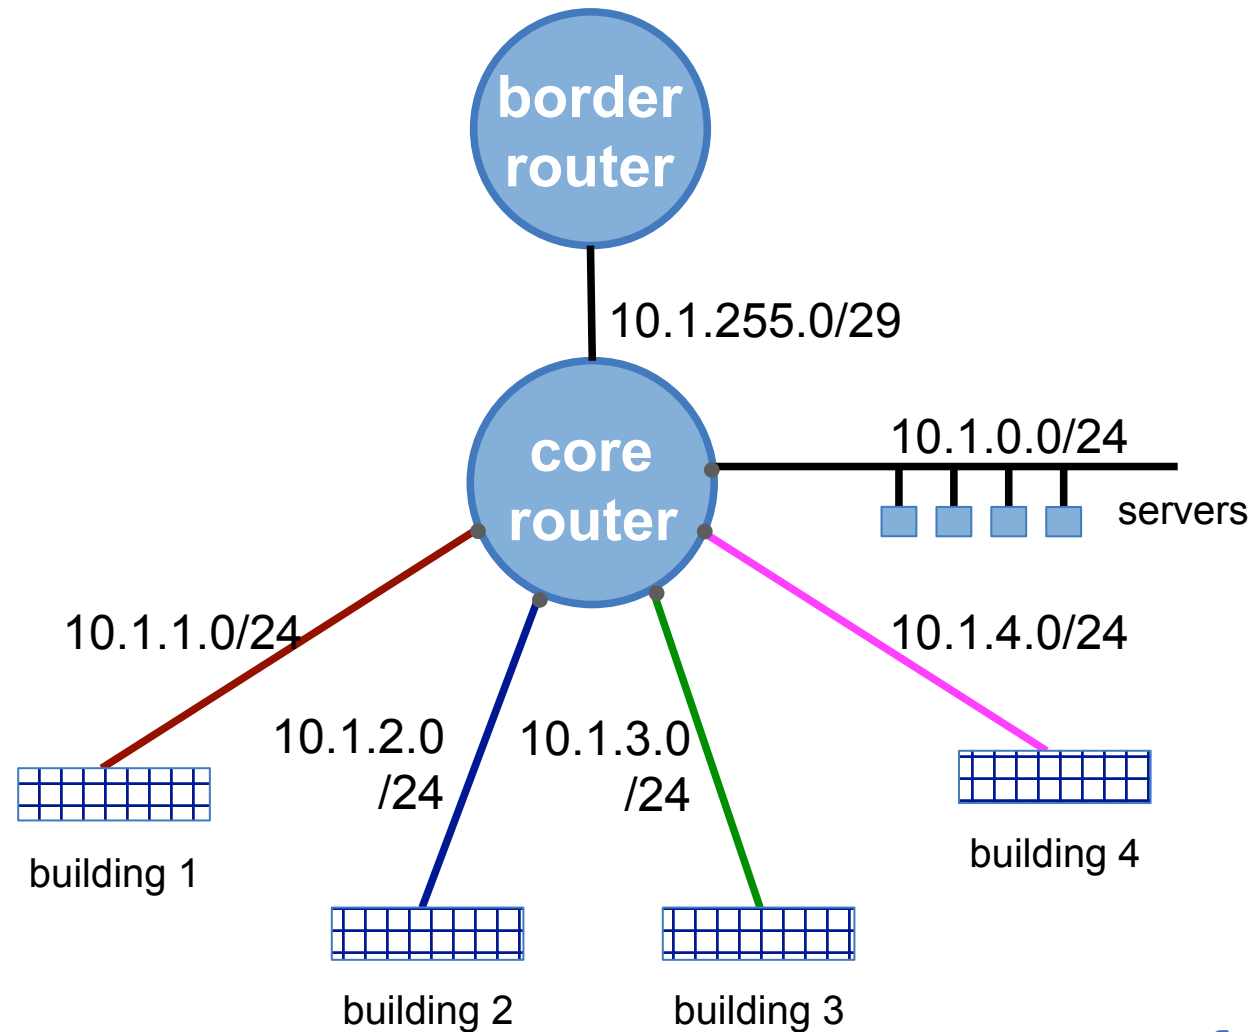 border
router
10.1.255.0/29
core
router
10.1.0.0/24
servers
10.1.1.0/24
10.1.2.0
/24
10.1.3.0
/24
10.1.4.0/24
building 1
building 2
building 3
building 4